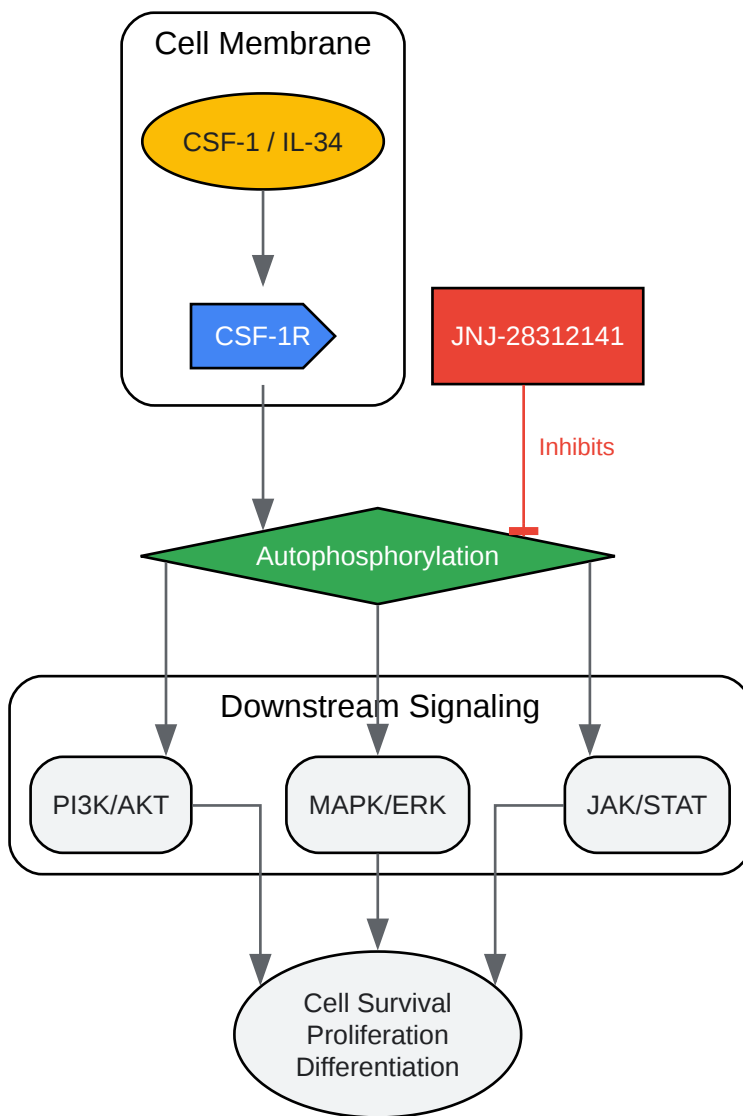 Cell Membrane
CSF-1 / IL-34
CSF-1R
JNJ-28312141
Inhibits
Autophosphorylation
Downstream Signaling
PI3K/AKT
MAPK/ERK
JAK/STAT
Cell Survival
Proliferation
Differentiation